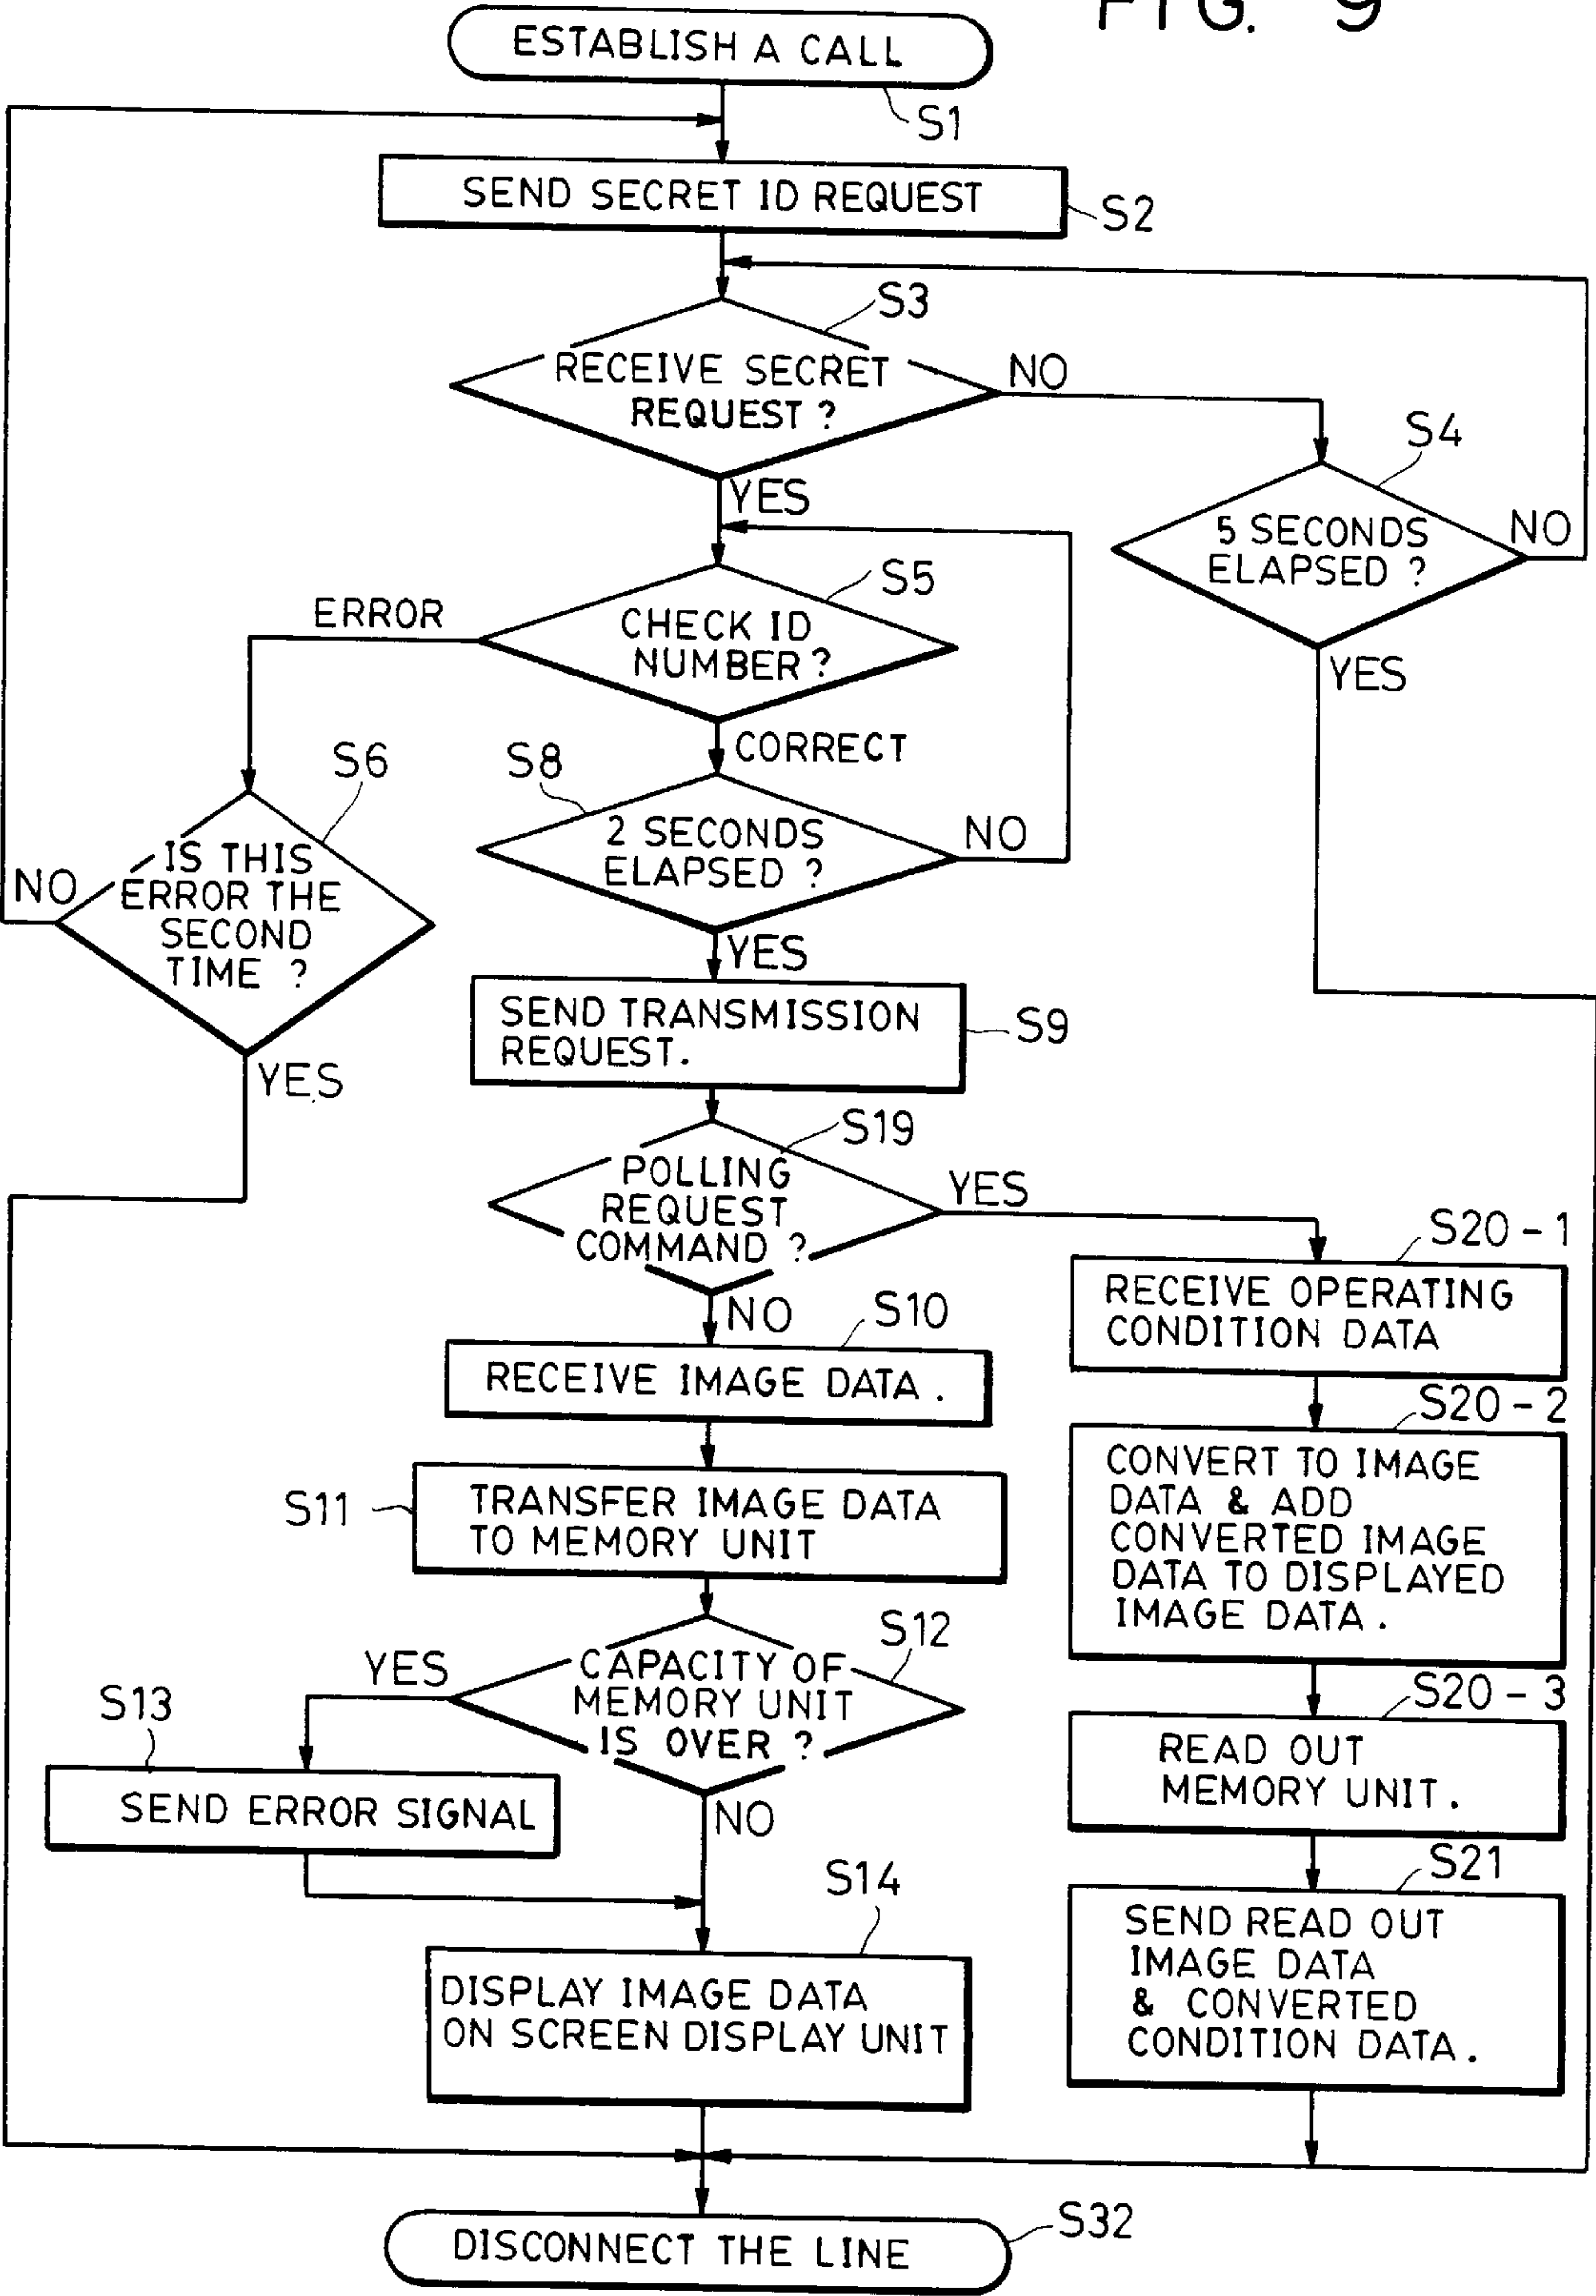 FIG. 9
ESTABLISH A CALL
S1
SEND SECRET ID REQUEST
S2
S3
RECEIVE SECRET
REQUEST ?
NO
YES
S4
5 SECONDS
ELAPSED ?
NO
YES
S5
CHECK ID
NUMBER ?
ERROR
CORRECT
S6
IS THIS
ERROR THE
SECOND
TIME ?
NO
YES
S8
2 SECONDS
ELAPSED ?
NO
YES
SEND TRANSMISSION
REQUEST.
S9
S19
POLLING
REQUEST
COMMAND ?
YES
NO
S10
RECEIVE IMAGE DATA .
S11
TRANSFER IMAGE DATA
TO MEMORY UNIT
S12
CAPACITY OF
MEMORY UNIT
IS OVER ?
YES
NO
S13
SEND ERROR SIGNAL
S14
DISPLAY IMAGE DATA
ON SCREEN DISPLAY UNIT
S20-1
RECEIVE OPERATING
CONDITION DATA
S20-2
CONVERT TO IMAGE
DATA & ADD
CONVERTED IMAGE
DATA TO DISPLAYED
IMAGE DATA .
S20-3
READ OUT
MEMORY UNIT .
S21
SEND READ OUT
IMAGE DATA
& CONVERTED
CONDITION DATA .
DISCONNECT THE LINE
S32